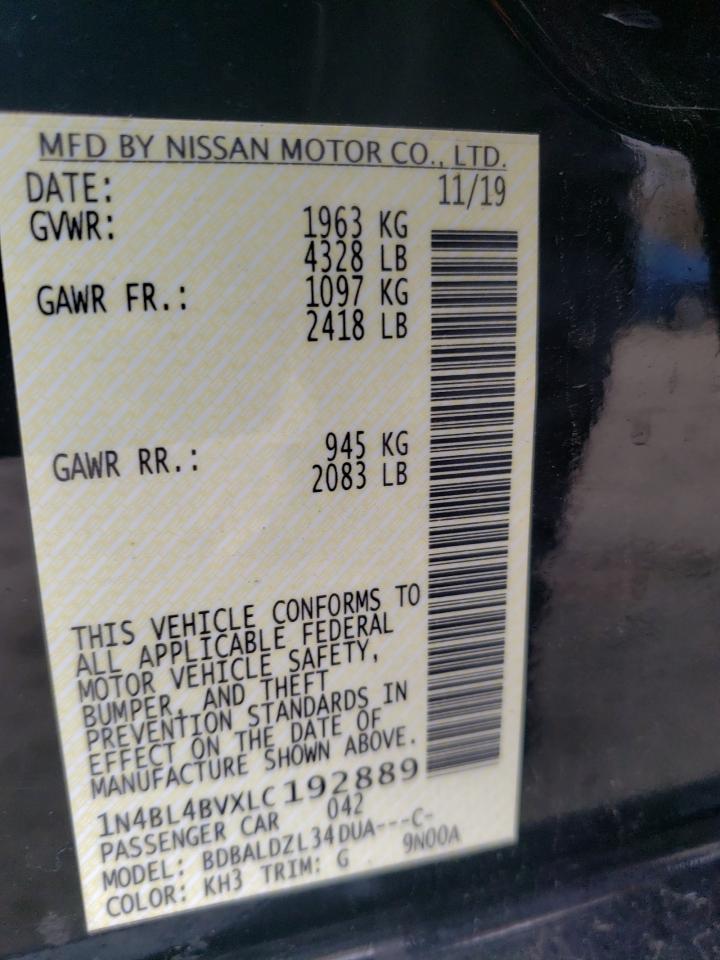 MFD BY NISSAN MOTOR CO., LTD.
DATE: 11/19
GVWR: 1963 KG
4328 LB
GAWR FR.: 1097 KG
2418 LB
GAWR RR.: 945 KG
2083 LB
THIS VEHICLE CONFORMS TO
ALL APPLICABLE FEDERAL
MOTOR VEHICLE SAFETY,
BUMPER, AND THEFT
PREVENTION STANDARDS IN
EFFECT ON THE DATE OF
MANUFACTURE SHOWN ABOVE.
1N4BL4BVXLC192889
PASSENGER CAR 042
MODEL: BDBALDZL34DUA---C-
COLOR: KH3 TRIM: G 9N00A